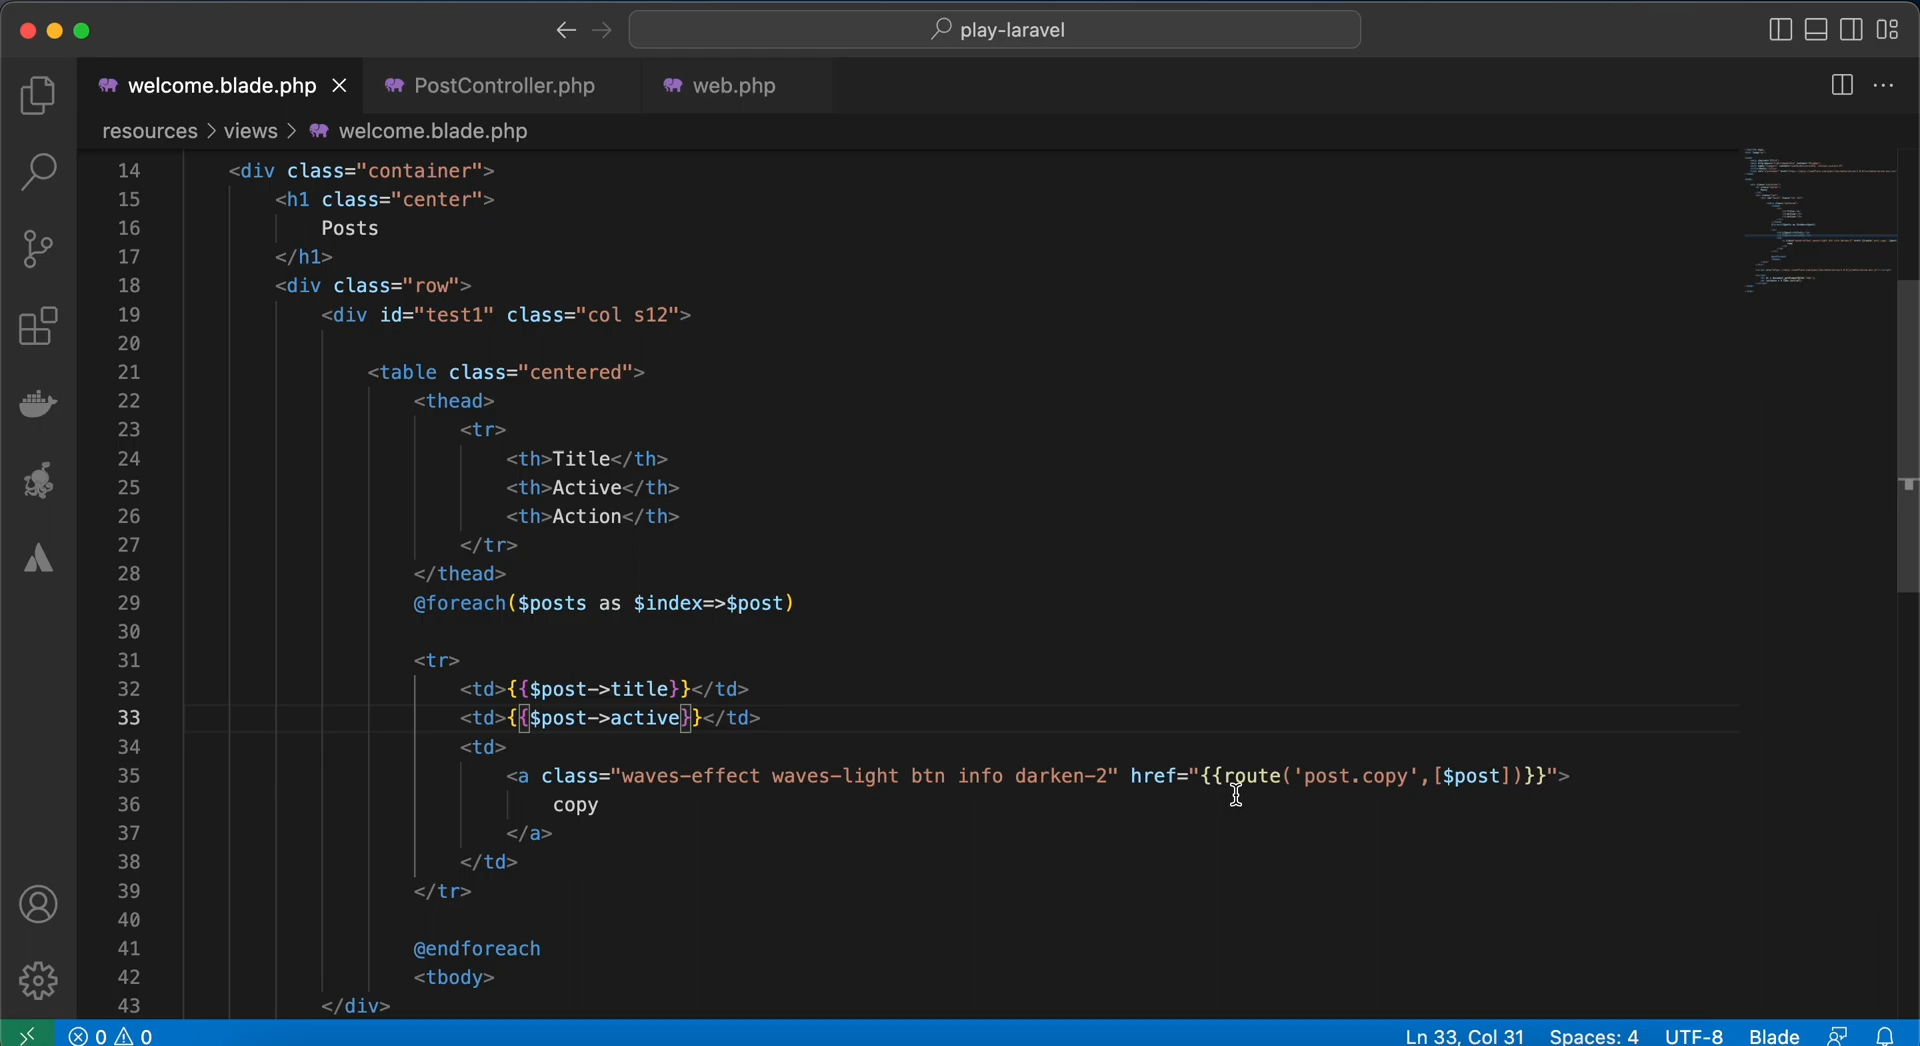 play-laravel
welcome.blade.php
PostController.php
web.php
resources > views > welcome.blade.php
14 <div class="container">
15 <h1 class="center">
16 Posts
17 </h1>
18 <div class="row">
19 <div id="test1" class="col s12">
20
21 <table class="centered">
22 <thead>
23 <tr>
24 <th>Title</th>
25 <th>Active</th>
26 <th>Action</th>
27 </tr>
28 </thead>
29 @foreach($posts as $index=>$post)
30
31 <tr>
32 <td>{{$post->title}}</td>
33 <td>{{$post->active}}</td>
34 <td>
35 <a class="waves-effect waves-light btn info darken-2" href="{{route('post.copy',[$post])}}">
36 copy
37 </a>
38 </td>
39 </tr>
40
41 @endforeach
42 <tbody>
43 </div>
0 0
Ln 33, Col 31 Spaces: 4 UTF-8 Blade